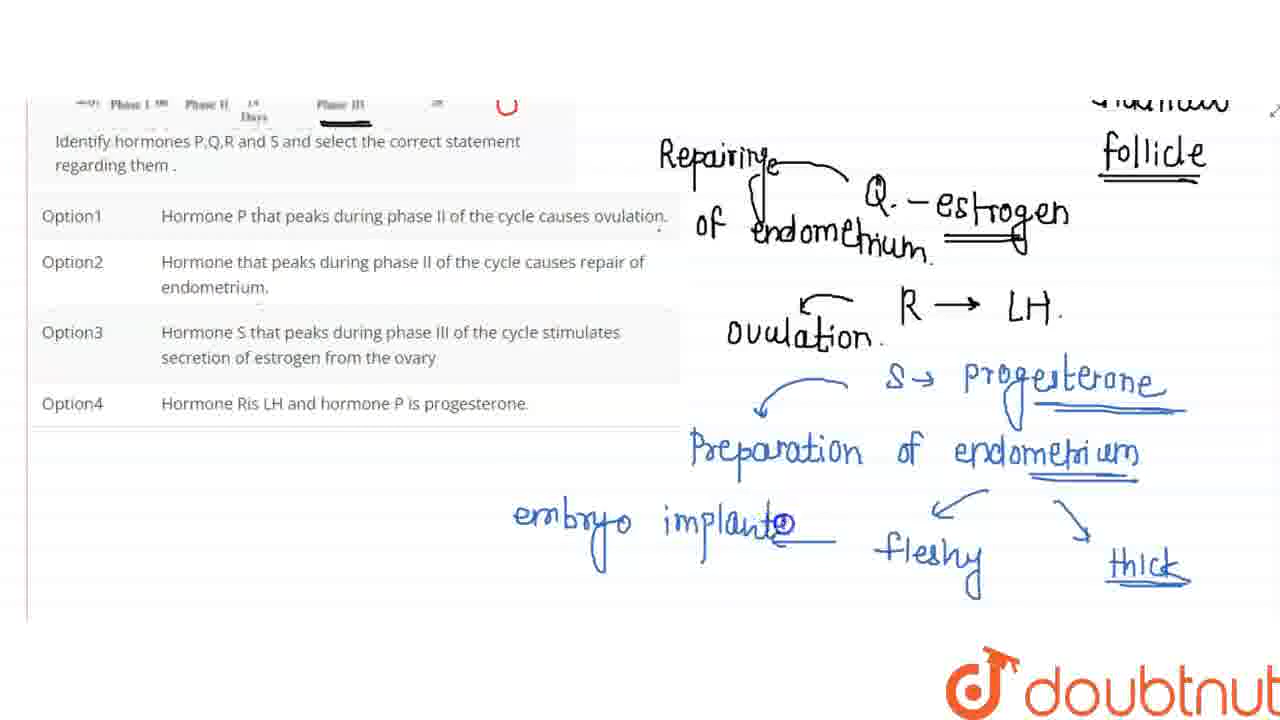 Phase I Phase II 14 Phase III 28
Days
Identify hormones P,Q,R and S and select the correct statement
regarding them .
Option1 Hormone P that peaks during phase II of the cycle causes ovulation.
Option2 Hormone that peaks during phase II of the cycle causes repair of
endometrium.
Option3 Hormone S that peaks during phase III of the cycle stimulates
secretion of estrogen from the ovary
Option4 Hormone Ris LH and hormone P is progesterone.
follicle
Repairing
Q. – estrogen
of endometrium.
R → LH.
ovulation.
S → progesterone
Preparation of endometrium
embryo implante
fleshy
thick
doubtnut